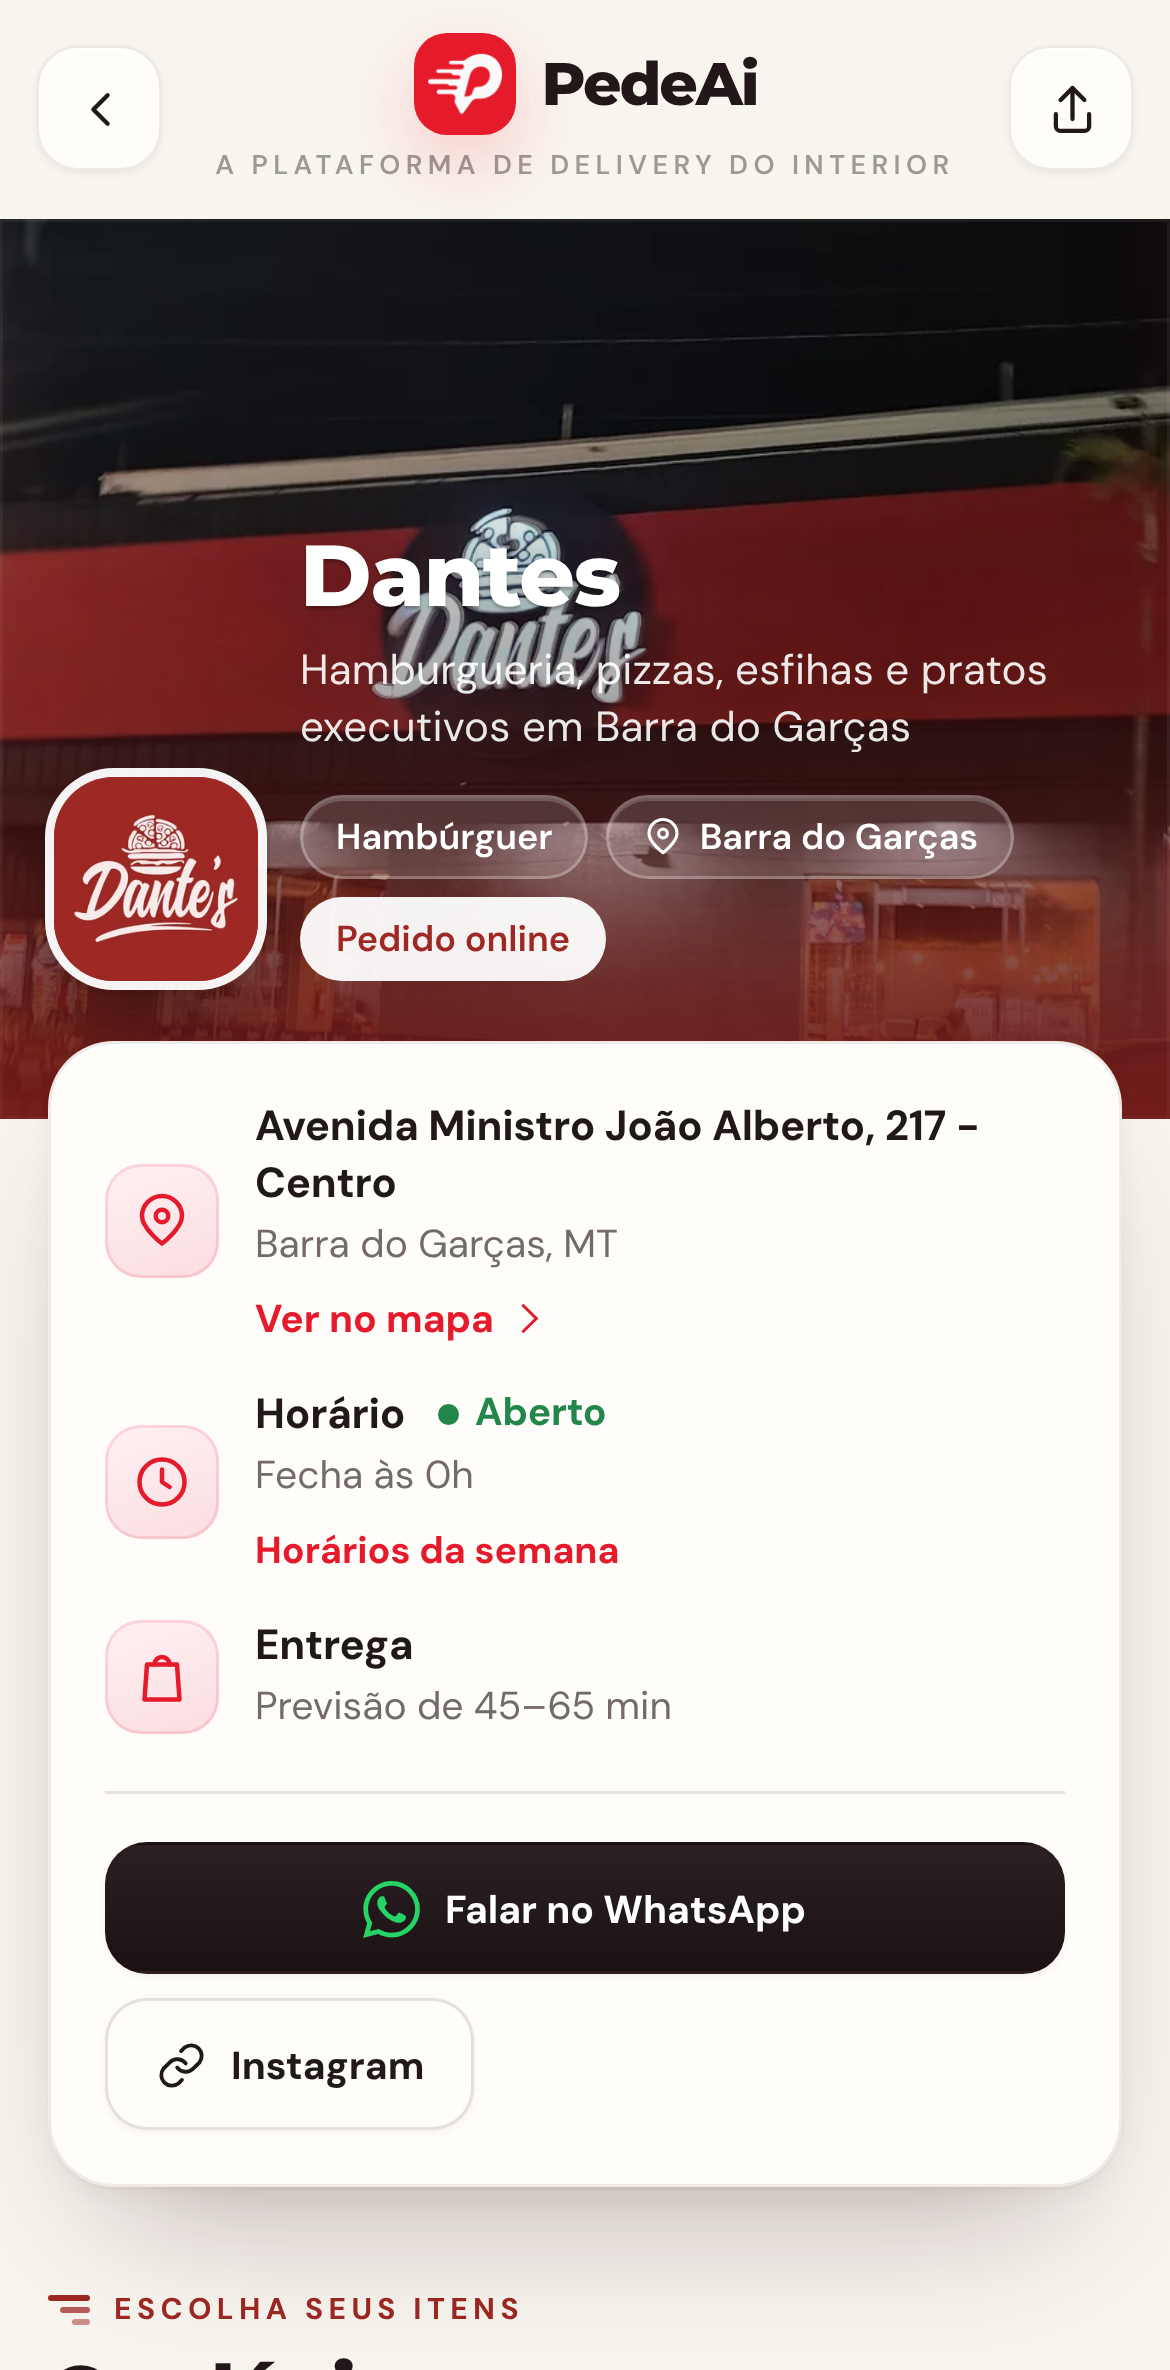 PedeAi
A PLATAFORMA DE DELIVERY DO INTERIOR
Dantes
Dante's
Hamburgueria, pizzas, esfihas e pratos
executivos em Barra do Garças
Dante's
Hambúrguer
Barra do Garças
Pedido online
Avenida Ministro João Alberto, 217 -
Centro
Barra do Garças, MT
Ver no mapa
Horário
Aberto
Fecha às 0h
Horários da semana
Entrega
Previsão de 45–65 min
Falar no WhatsApp
Instagram
ESCOLHA SEUS ITENS